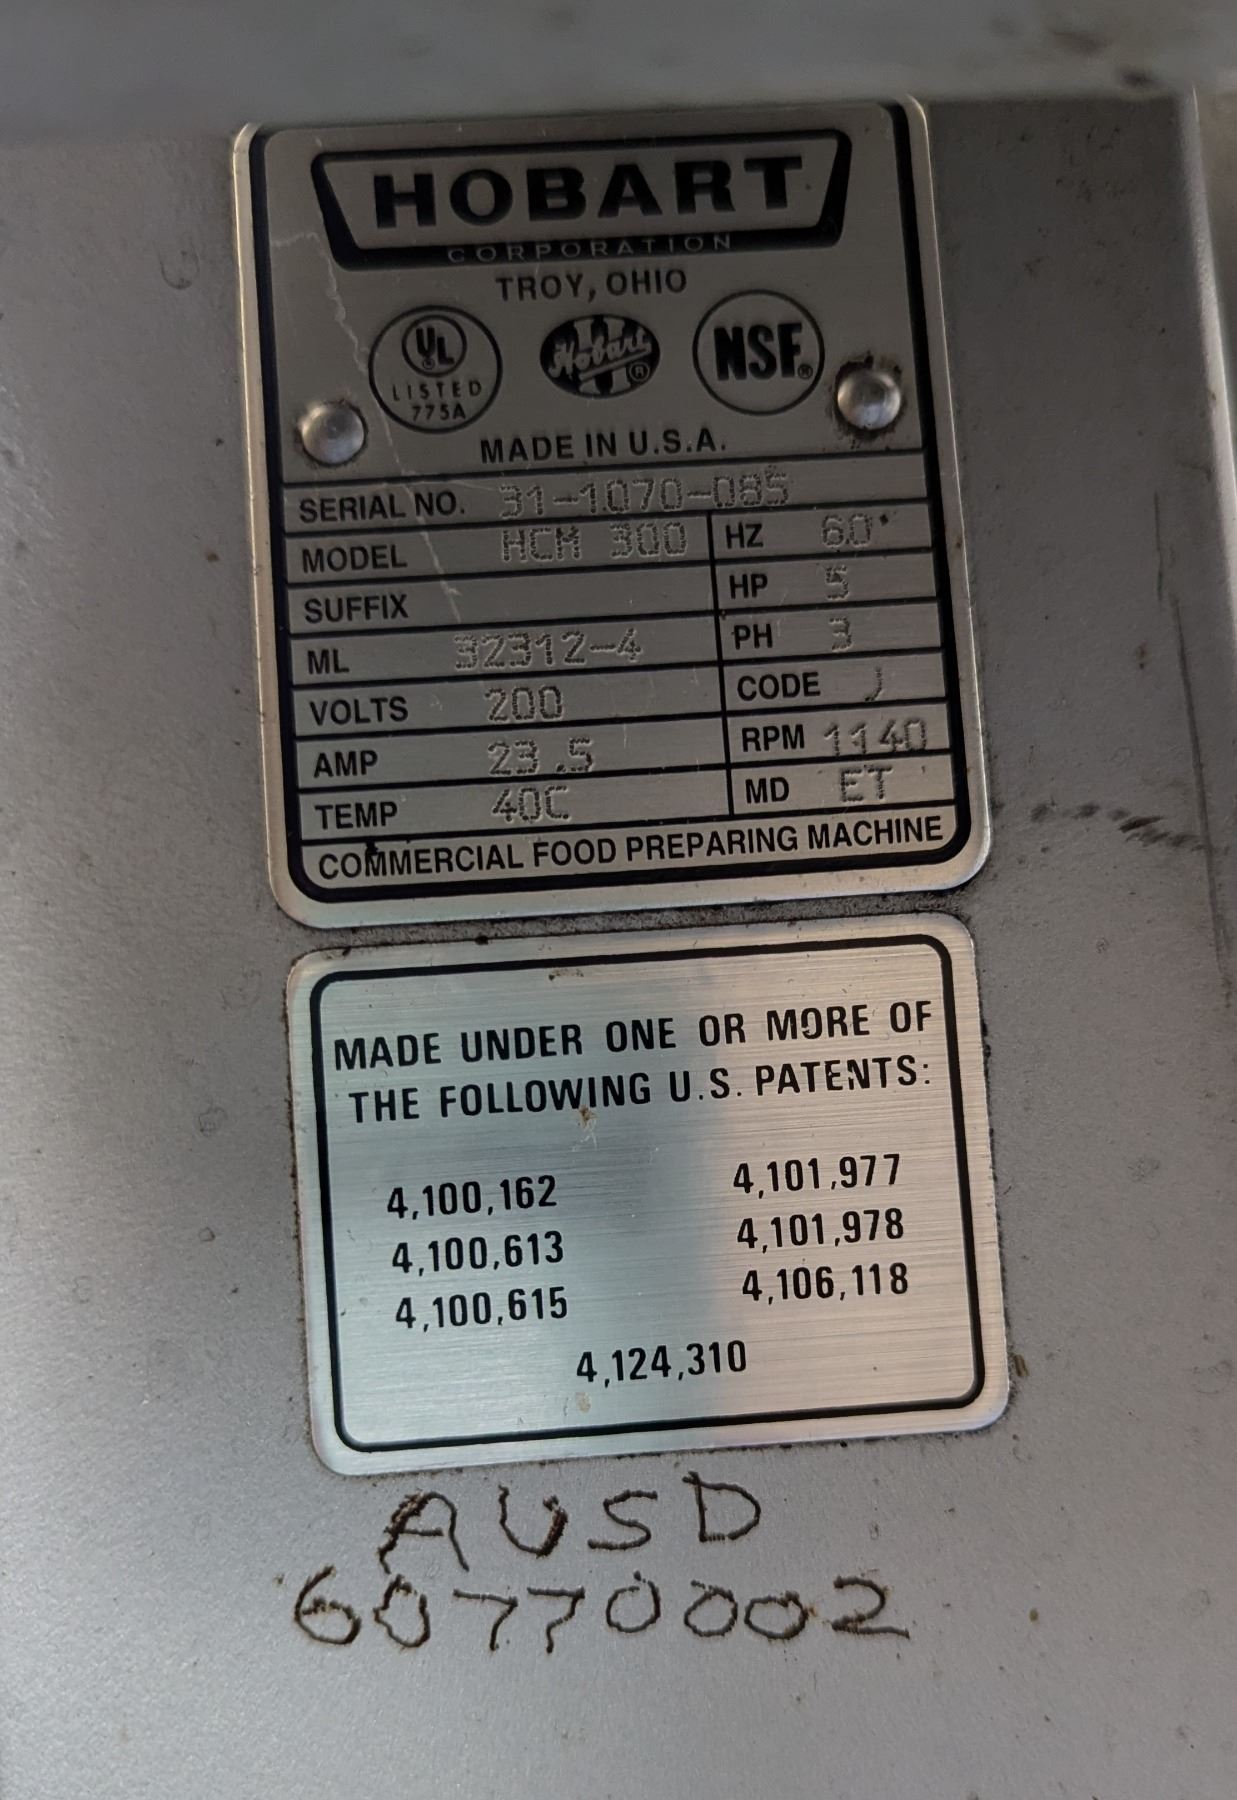 HOBART
CORPORATION
TROY, OHIO
UL
LISTED
775A
Hobart ®
NSF®
MADE IN U.S.A.
SERIAL NO. 31-1070-085
MODEL HCM 300 HZ 60
SUFFIX HP 5
ML 32312-4 PH 3
VOLTS 200 CODE J
AMP 23.5 RPM 1140
TEMP 40C MD ET
COMMERCIAL FOOD PREPARING MACHINE
MADE UNDER ONE OR MORE OF
THE FOLLOWING U.S. PATENTS:
4,100,162 4,101,977
4,100,613 4,101,978
4,100,615 4,106,118
4,124,310
AUSD
60770002